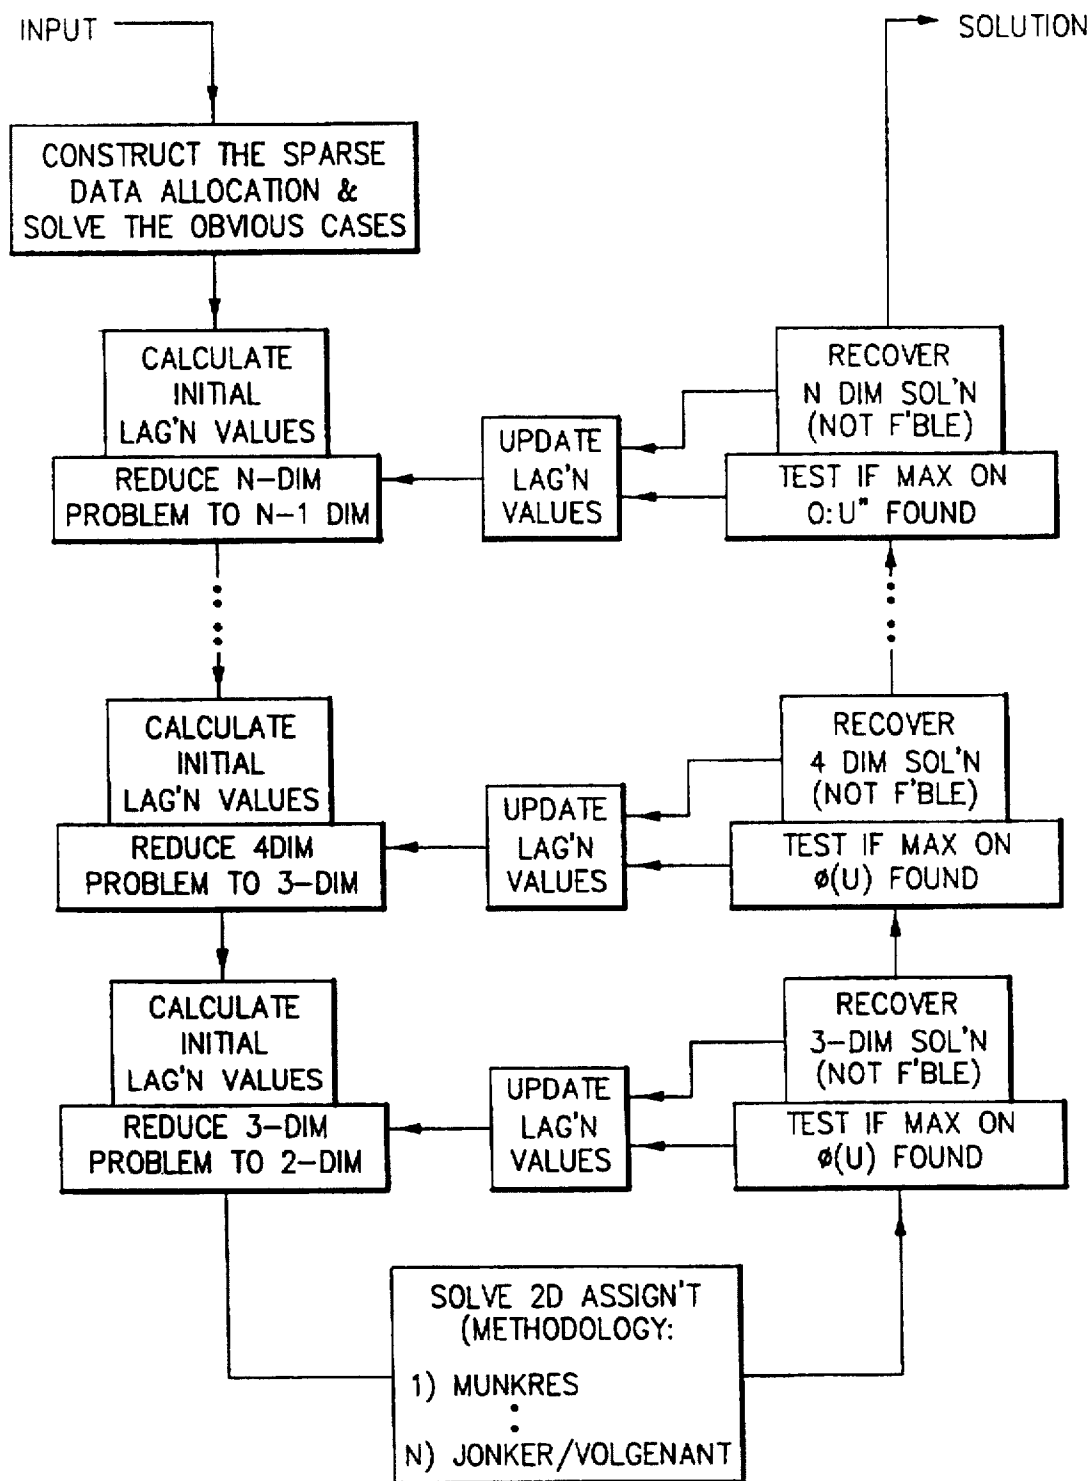 INPUT
SOLUTION
CONSTRUCT THE SPARSE
DATA ALLOCATION &
SOLVE THE OBVIOUS CASES
CALCULATE
INITIAL
LAG'N VALUES
REDUCE N-DIM
PROBLEM TO N-1 DIM
UPDATE
LAG'N
VALUES
RECOVER
N DIM SOL'N
(NOT F'BLE)
TEST IF MAX ON
O:U" FOUND
CALCULATE
INITIAL
LAG'N VALUES
REDUCE 4DIM
PROBLEM TO 3-DIM
UPDATE
LAG'N
VALUES
RECOVER
4 DIM SOL'N
(NOT F'BLE)
TEST IF MAX ON
ø(U) FOUND
CALCULATE
INITIAL
LAG'N VALUES
REDUCE 3-DIM
PROBLEM TO 2-DIM
UPDATE
LAG'N
VALUES
RECOVER
3-DIM SOL'N
(NOT F'BLE)
TEST IF MAX ON
ø(U) FOUND
SOLVE 2D ASSIGN'T
(METHODOLOGY:
1) MUNKRES
N) JONKER/VOLGENANT